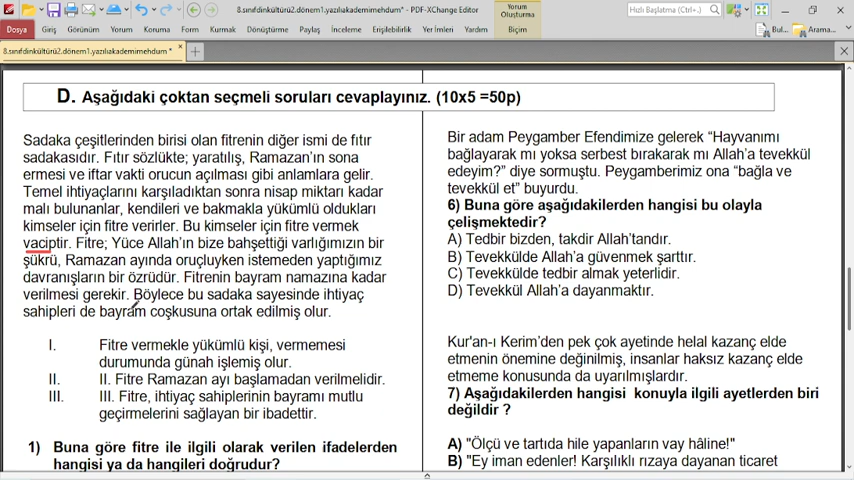 8.sınıfdinkültürü2.dönem1.yazılıakademimehdum* - PDF-XChange Editor
Yorum Oluşturma
Hızlı Başlatma (Ctrl+.)
Dosya Giriş Görünüm Yorum Koruma Form Kurmak Dönüştürme Paylaş İnceleme Erişilebilirlik Yer İmleri Yardım Biçim Bul... Arama...
8.sınıfdinkültürü2.dönem1.yazılıakademimehdum *
D. Aşağıdaki çoktan seçmeli soruları cevaplayınız. (10x5 =50p)
Sadaka çeşitlerinden birisi olan fitrenin diğer ismi de fıtır
sadakasıdır. Fıtır sözlükte; yaratılış, Ramazan’ın sona
ermesi ve iftar vakti orucun açılması gibi anlamlara gelir.
Temel ihtiyaçlarını karşıladıktan sonra nisap miktarı kadar
malı bulunanlar, kendileri ve bakmakla yükümlü oldukları
kimseler için fitre verirler. Bu kimseler için fitre vermek
vaciptir. Fitre; Yüce Allah’ın bize bahşettiği varlığımızın bir
şükrü, Ramazan ayında oruçluyken istemeden yaptığımız
davranışların bir özrüdür. Fitrenin bayram namazına kadar
verilmesi gerekir. Böylece bu sadaka sayesinde ihtiyaç
sahipleri de bayram coşkusuna ortak edilmiş olur.
I. Fitre vermekle yükümlü kişi, vermemesi
durumunda günah işlemiş olur.
II. II. Fitre Ramazan ayı başlamadan verilmelidir.
III. III. Fitre, ihtiyaç sahiplerinin bayramı mutlu
geçirmelerini sağlayan bir ibadettir.
1) Buna göre fitre ile ilgili olarak verilen ifadelerden
hangisi ya da hangileri doğrudur?
Bir adam Peygamber Efendimize gelerek “Hayvanımı
bağlayarak mı yoksa serbest bırakarak mı Allah’a tevekkül
edeyim?” diye sormuştu. Peygamberimiz ona “bağla ve
tevekkül et” buyurdu.
6) Buna göre aşağıdakilerden hangisi bu olayla
çelişmektedir?
A) Tedbir bizden, takdir Allah’tandır.
B) Tevekkülde Allah’a güvenmek şarttır.
C) Tevekkülde tedbir almak yeterlidir.
D) Tevekkül Allah’a dayanmaktır.
Kur'an-ı Kerim’den pek çok ayetinde helal kazanç elde
etmenin önemine değinilmiş, insanlar haksız kazanç elde
etmeme konusunda da uyarılmışlardır.
7) Aşağıdakilerden hangisi konuyla ilgili ayetlerden biri
değildir ?
A) "Ölçü ve tartıda hile yapanların vay hâline!"
B) "Ey iman edenler! Karşılıklı rızaya dayanan ticaret